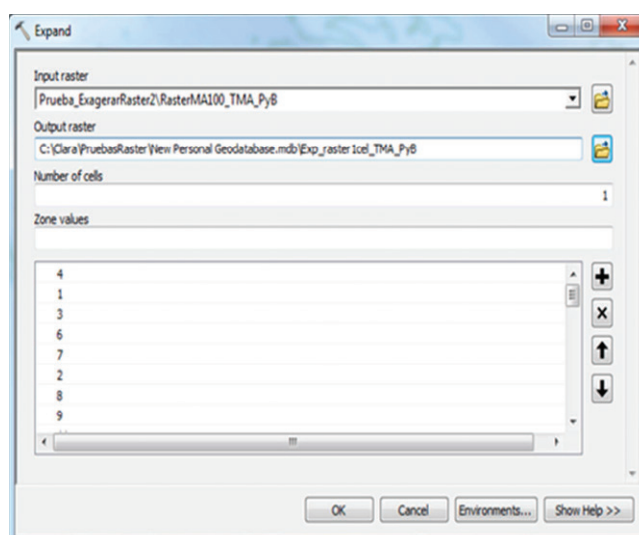 Expand
Input raster
Prueba_ExagerarRaster2\RasterMA100_TMA_PyB
Output raster
C:\Clara\PruebasRaster\New Personal Geodatabase.mdb\Exp_raster1cel_TMA_PyB
Number of cells
1
Zone values
4
1
3
6
7
2
8
9
OK Cancel Environments... Show Help >>